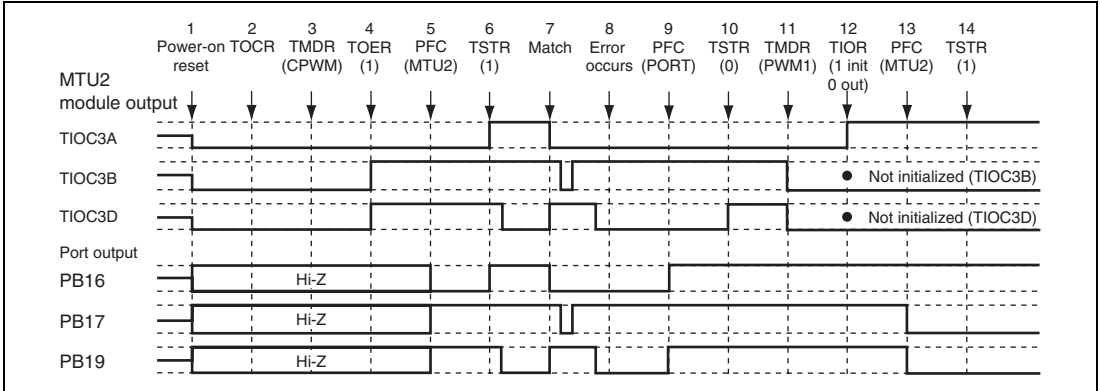 1 2 3 4 5 6 7 8 9 10 11 12 13 14
Power-on TOCR TMDR TOER PFC TSTR Match Error PFC TSTR TMDR TIOR PFC TSTR
reset (CPWM) (1) (MTU2) (1) occurs (PORT) (0) (PWM1) (1 init (MTU2) (1)
0 out)
MTU2
module output
TIOC3A
TIOC3B Not initialized (TIOC3B)
TIOC3D Not initialized (TIOC3D)
Port output
PB16 Hi-Z
PB17 Hi-Z
PB19 Hi-Z